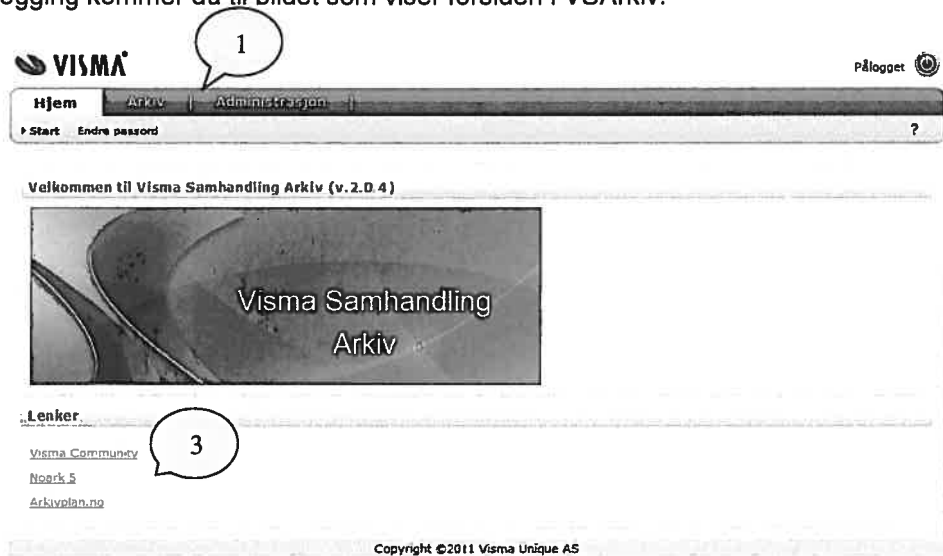 logging kommer du til bildet som viser forsiden i VSArkiv.
1
VISMA
Pålogget
Hjem Arkiv | Administrasjon |
Start Endre passord ?
Velkommen til Visma Samhandling Arkiv (v.2.0.4)
Visma Samhandling
Arkiv
Lenker
3
Visma Community
Noark 5
Arkivplan.no
Copyright ©2011 Visma Unique AS